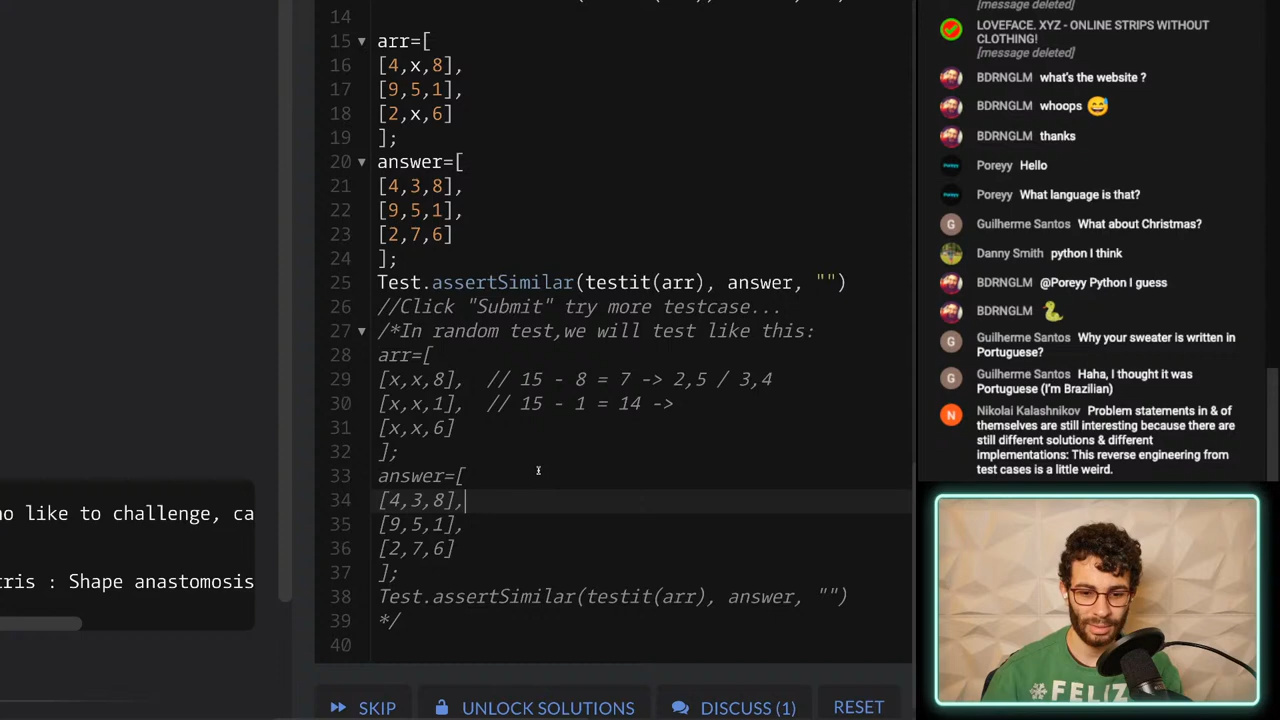 14
15 arr=[
16 [4,x,8],
17 [9,5,1],
18 [2,x,6]
19 ];
20 answer=[
21 [4,3,8],
22 [9,5,1],
23 [2,7,6]
24 ];
25 Test.assertSimilar(testit(arr), answer, "")
26 //Click "Submit" try more testcase...
27 /*In random test,we will test like this:
28 arr=[
29 [x,x,8],  // 15 - 8 = 7 -> 2,5 / 3,4
30 [x,x,1],  // 15 - 1 = 14 ->
31 [x,x,6]
32 ];
33 answer=[
34 [4,3,8],
35 [9,5,1],
36 [2,7,6]
37 ];
38 Test.assertSimilar(testit(arr), answer, "")
39 */
40
like to challenge, ca
: Shape anastomosis
SKIP
UNLOCK SOLUTIONS
DISCUSS (1)
RESET
[message deleted]
LOVEFACE. XYZ - ONLINE STRIPS WITHOUT
CLOTHING!
[message deleted]
BDRNGLM what's the website ?
BDRNGLM whoops 😅
BDRNGLM thanks
Poreyy Hello
Poreyy What language is that?
G Guilherme Santos What about Christmas?
Danny Smith python I think
BDRNGLM @Poreyy Python I guess
BDRNGLM 🐍
G Guilherme Santos Why your sweater is written in
Portuguese?
G Guilherme Santos Haha, I thought it was
Portuguese (I'm Brazilian)
N Nikolai Kalashnikov Problem statements in & of
themselves are still interesting because there are
still different solutions & different
implementations: This reverse engineering from
test cases is a little weird.
FELIZ